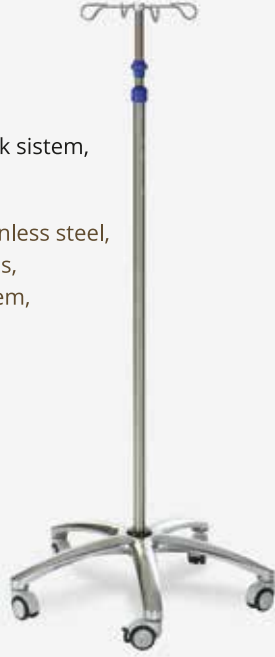 k sistem,
nless steel,
s,
em,